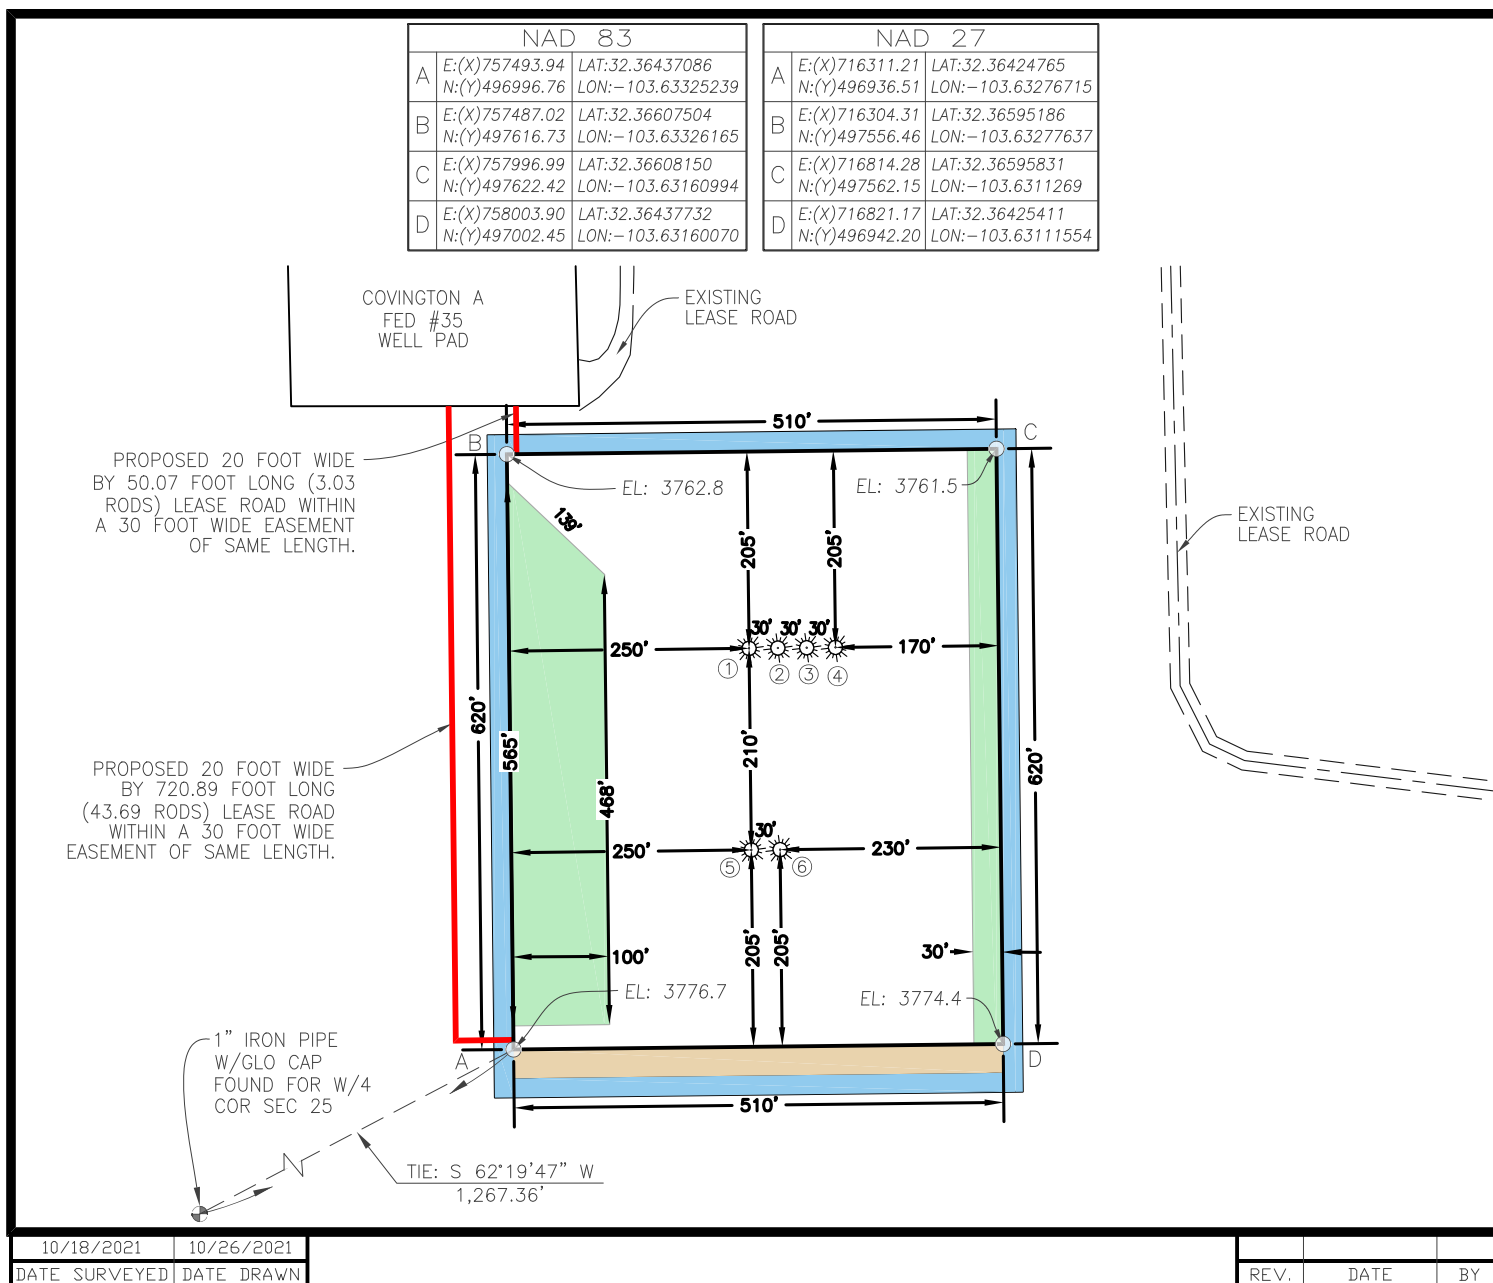 NAD 83
A E:(X)757493.94 LAT:32.36437086
N:(Y)496996.76 LON:-103.63325239
B E:(X)757487.02 LAT:32.36607504
N:(Y)497616.73 LON:-103.63326165
C E:(X)757996.99 LAT:32.36608150
N:(Y)497622.42 LON:-103.63160994
D E:(X)758003.90 LAT:32.36437732
N:(Y)497002.45 LON:-103.63160070
NAD 27
A E:(X)716311.21 LAT:32.36424765
N:(Y)496936.51 LON:-103.63276715
B E:(X)716304.31 LAT:32.36595186
N:(Y)497556.46 LON:-103.63277637
C E:(X)716814.28 LAT:32.36595831
N:(Y)497562.15 LON:-103.6311269
D E:(X)716821.17 LAT:32.36425411
N:(Y)496942.20 LON:-103.63111554
COVINGTON A
FED #35
WELL PAD
EXISTING
LEASE ROAD
510'
B
C
PROPOSED 20 FOOT WIDE
BY 50.07 FOOT LONG (3.03
RODS) LEASE ROAD WITHIN
A 30 FOOT WIDE EASEMENT
OF SAME LENGTH.
EL: 3762.8
EL: 3761.5
139'
205'
205'
EXISTING
LEASE ROAD
30' 30' 30'
250'
170'
1 2 3 4
620'
565'
210'
468'
620'
PROPOSED 20 FOOT WIDE
BY 720.89 FOOT LONG
(43.69 RODS) LEASE ROAD
WITHIN A 30 FOOT WIDE
EASEMENT OF SAME LENGTH.
30'
250'
230'
5 6
100'
205'
205'
30'
EL: 3776.7
EL: 3774.4
A
D
1" IRON PIPE
W/GLO CAP
FOUND FOR W/4
COR SEC 25
510'
TIE: S 62°19'47" W
1,267.36'
10/18/2021 10/26/2021
DATE SURVEYED DATE DRAWN
REV. DATE BY